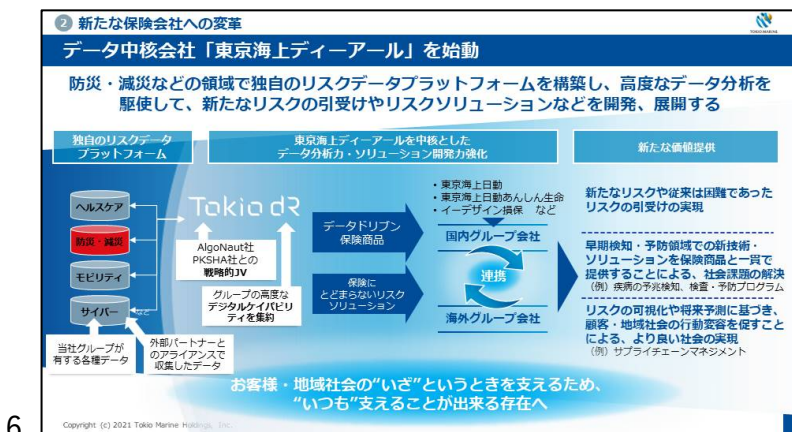 ② 新たな保険会社への変革
TOKIO MARINE
データ中核会社「東京海上ディーアール」を始動
防災・減災などの領域で独自のリスクデータプラットフォームを構築し、高度なデータ分析を
駆使して、新たなリスクの引受けやリスクソリューションなどを開発、展開する
独自のリスクデータ
プラットフォーム
東京海上ディーアールを中核とした
データ分析力・ソリューション開発力強化
新たな価値提供
ヘルスケア
防災・減災
モビリティ
サイバー
など
当社グループが
有する各種データ
外部パートナーと
のアライアンスで
収集したデータ
Tokio dR
AlgoNaut社
PKSHA社との
戦略的JV
グループの高度な
デジタルケイパビリ
ティを集約
データドリブン
保険商品
保険に
とどまらないリスク
ソリューション
・東京海上日動
・東京海上日動あんしん生命
・イーデザイン損保 など
国内グループ会社
連携
海外グループ会社
新たなリスクや従来は困難であった
リスクの引受けの実現
早期検知・予防領域での新技術・
ソリューションを保険商品と一貫で
提供することによる、社会課題の解決
(例)疾病の予兆検知、検査・予防プログラム
リスクの可視化や将来予測に基づき、
顧客・地域社会の行動変容を促すこと
による、より良い社会の実現
(例)サプライチェーンマネジメント
お客様・地域社会の“いざ”というときを支えるため、
“いつも”支えることが出来る存在へ
Copyright (c) 2021 Tokio Marine Holdings, Inc.
6